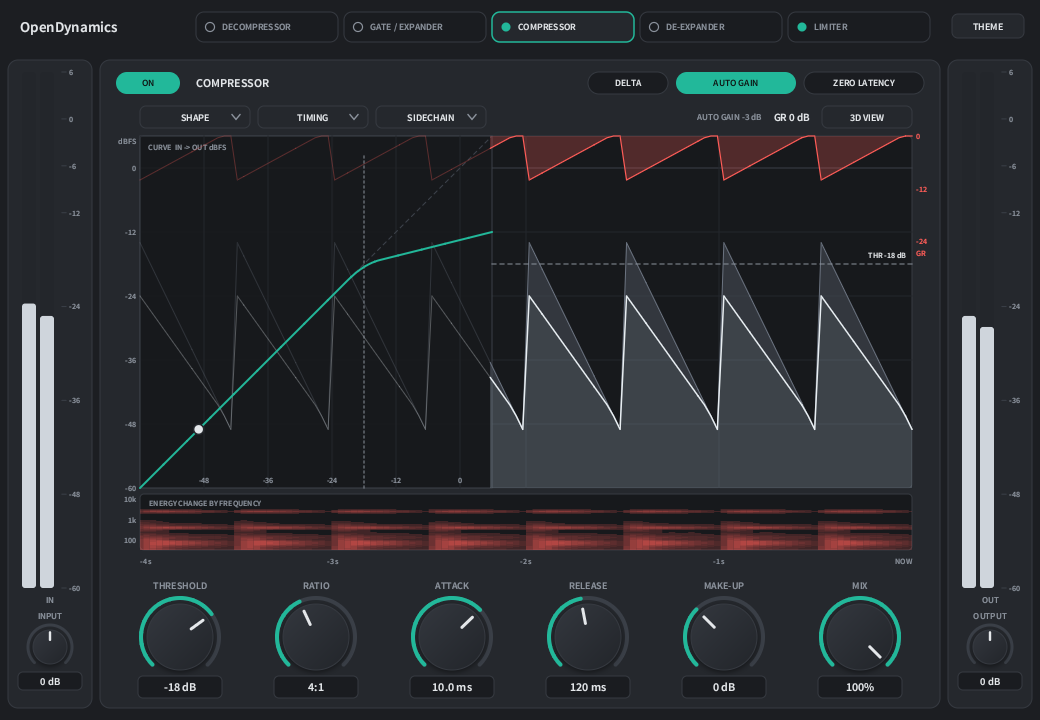 OpenDynamics
DECOMPRESSOR
GATE / EXPANDER
COMPRESSOR
DE-EXPANDER
LIMITER
THEME
ON
COMPRESSOR
DELTA
AUTO GAIN
ZERO LATENCY
SHAPE
TIMING
SIDECHAIN
AUTO GAIN -3 dB
GR 0 dB
3D VIEW
6
0
-6
-12
-24
-36
-48
-60
IN
INPUT
0 dB
dBFS
0
-12
-24
-36
-48
-60
CURVE IN -> OUT dBFS
-48
-36
-24
-12
0
THR -18 dB
0
-12
-24
GR
10k
1k
100
ENERGY CHANGE BY FREQUENCY
-4s
-3s
-2s
-1s
NOW
THRESHOLD
RATIO
ATTACK
RELEASE
MAKE-UP
MIX
-18 dB
4:1
10.0 ms
120 ms
0 dB
100%
6
0
-6
-12
-24
-36
-48
-60
OUT
OUTPUT
0 dB